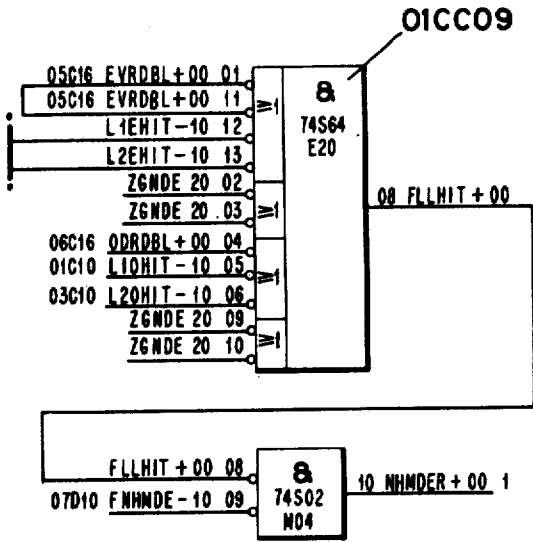 01CC09
05C16 EVRDBL+00 01
05C16 EVRDBL+00 11
L1EHIT-10 12
L2EHIT-10 13
ZGNDE 20 02
ZGNDE 20 03
06C16 ODRDBL+00 04
01C10 L1OHIT-10 05
03C10 L2OHIT-10 06
ZGNDE 20 09
ZGNDE 20 10
≥1
≥1
≥1
≥1
&
74S64
E20
08 FLLHIT+00
FLLHIT+00 08
07D10 FNHMDE-10 09
&
74S02
M04
10 NHMDER+00 1